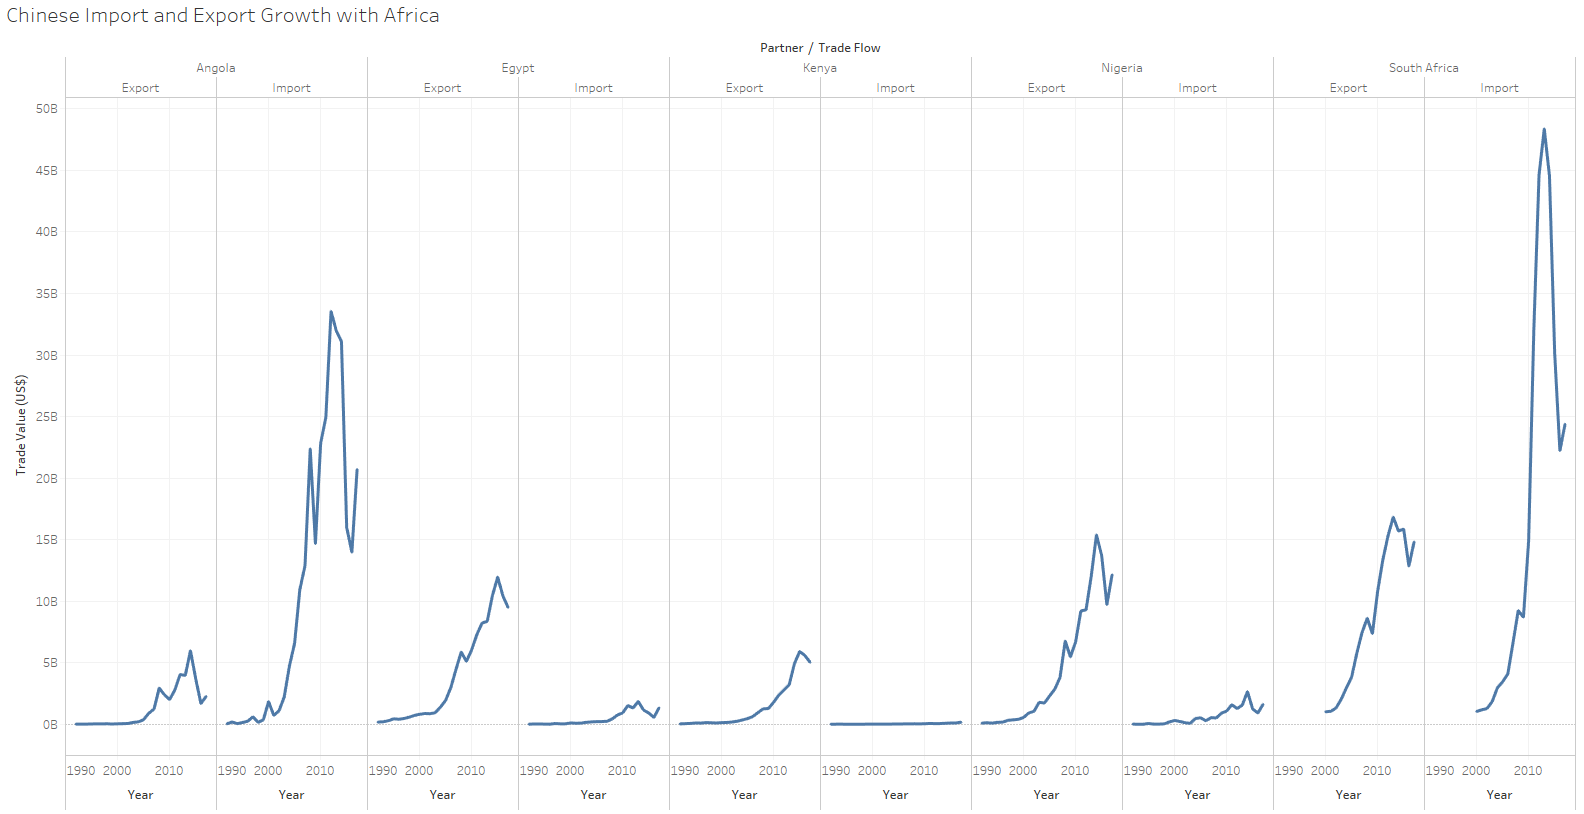 Chinese Import and Export Growth with Africa
Partner / Trade Flow
Angola Egypt Kenya Nigeria South Africa
Export Import Export Import Export Import Export Import Export Import
50B
45B
40B
35B
30B
25B
20B
15B
10B
5B
0B
Trade Value (US$)
1990 2000 2010 1990 2000 2010 1990 2000 2010 1990 2000 2010 1990 2000 2010 1990 2000 2010 1990 2000 2010 1990 2000 2010 1990 2000 2010 1990 2000 2010
Year Year Year Year Year Year Year Year Year Year